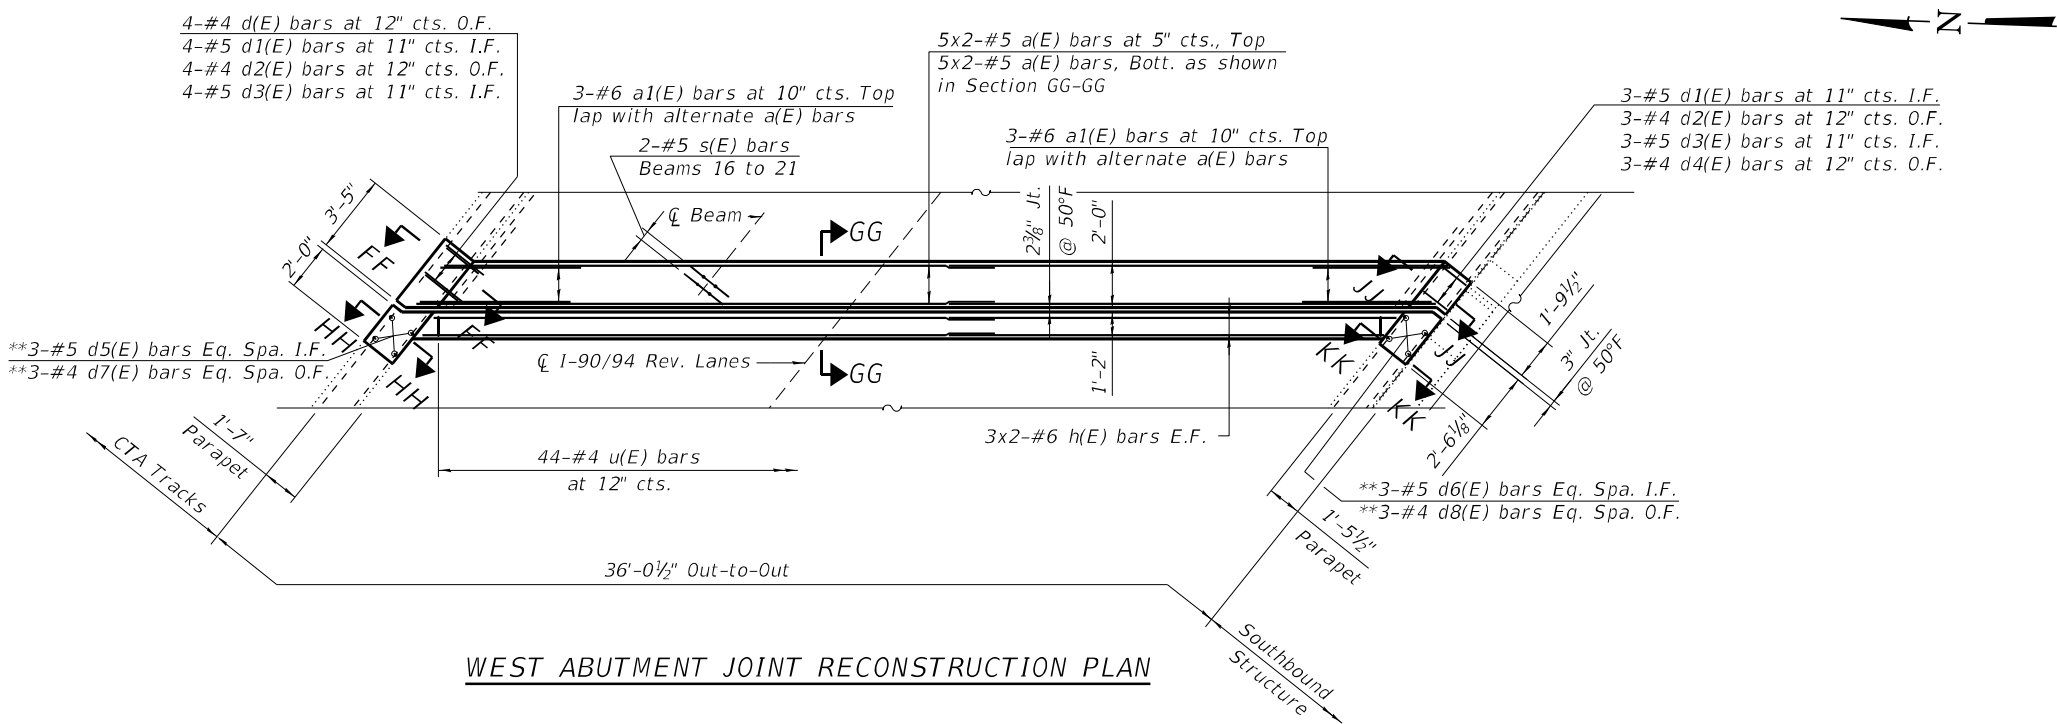 4-#4 d(E) bars at 12" cts. O.F.
4-#5 d1(E) bars at 11" cts. I.F.
4-#4 d2(E) bars at 12" cts. O.F.
4-#5 d3(E) bars at 11" cts. I.F.
3-#6 a1(E) bars at 10" cts. Top
lap with alternate a(E) bars
2-#5 s(E) bars
Beams 16 to 21
5x2-#5 a(E) bars at 5" cts., Top
5x2-#5 a(E) bars, Bott. as shown
in Section GG-GG
3-#6 a1(E) bars at 10" cts. Top
lap with alternate a(E) bars
N
3-#5 d1(E) bars at 11" cts. I.F.
3-#4 d2(E) bars at 12" cts. O.F.
3-#5 d3(E) bars at 11" cts. I.F.
3-#4 d4(E) bars at 12" cts. O.F.
3'-5"
2'-0"
FF
FF
HH
HH
℄ Beam
GG
GG
2⅜" Jt.
@ 50°F
2'-0"
1'-2"
JJ
JJ
KK
KK
1'-9½"
3" Jt.
@ 50°F
2'-6⅛"
**3-#5 d5(E) bars Eq. Spa. I.F.
**3-#4 d7(E) bars Eq. Spa. O.F.
℄ I-90/94 Rev. Lanes
3x2-#6 h(E) bars E.F.
44-#4 u(E) bars
at 12" cts.
1'-7"
Parapet
CTA Tracks
**3-#5 d6(E) bars Eq. Spa. I.F.
**3-#4 d8(E) bars Eq. Spa. O.F.
1'-5½"
Parapet
36'-0½" Out-to-Out
Southbound
Structure
WEST ABUTMENT JOINT RECONSTRUCTION PLAN